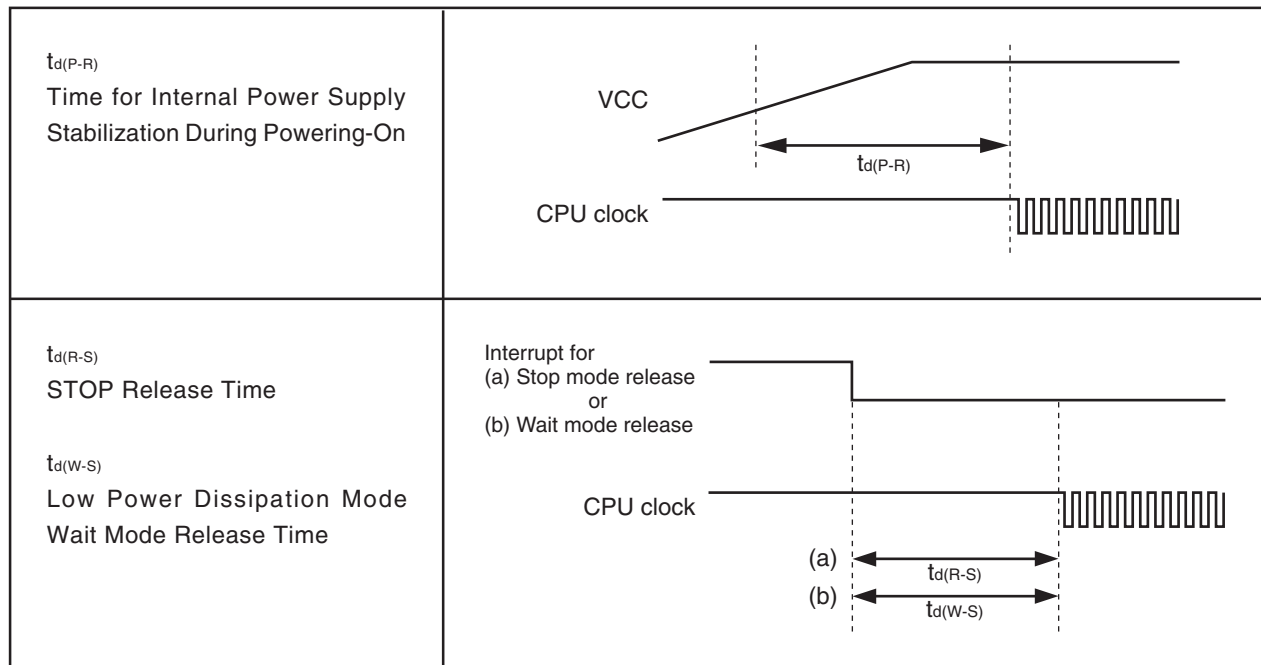 td(P-R)
Time for Internal Power Supply
Stabilization During Powering-On
VCC
td(P-R)
CPU clock
td(R-S)
STOP Release Time
td(W-S)
Low Power Dissipation Mode
Wait Mode Release Time
Interrupt for
(a) Stop mode release
or
(b) Wait mode release
CPU clock
(a)
td(R-S)
(b)
td(W-S)